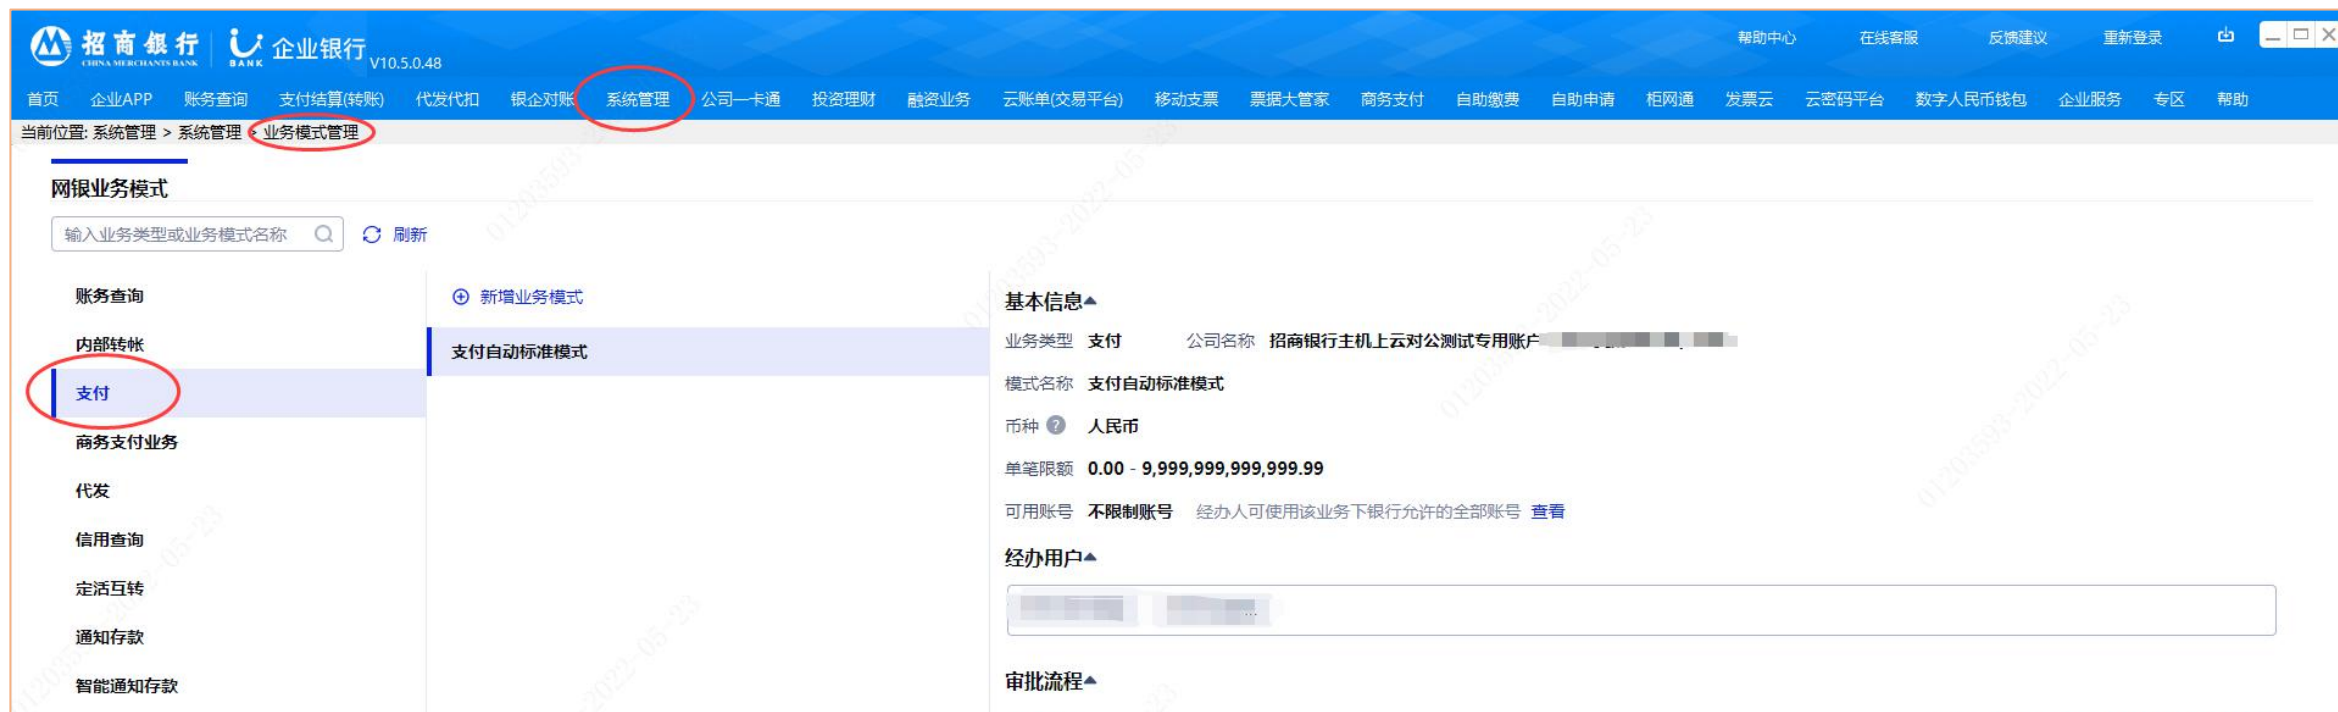 招商银行 CHINA MERCHANTS BANK U BANK 企业银行 V10.5.0.48 帮助中心 在线客服 反馈建议 重新登录
首页 企业APP 账务查询 支付结算(转账) 代发代扣 银企对账 系统管理 公司一卡通 投资理财 融资业务 云账单(交易平台) 移动支票 票据大管家 商务支付 自助缴费 自助申请 柜网通 发票云 云密码平台 数字人民币钱包 企业服务 专区 帮助
当前位置: 系统管理 > 系统管理 > 业务模式管理
网银业务模式
输入业务类型或业务模式名称 刷新
账务查询
内部转帐
支付
商务支付业务
代发
信用查询
定活互转
通知存款
智能通知存款
新增业务模式
支付自动标准模式
基本信息
业务类型 支付 公司名称 招商银行主机上云对公测试专用账户
模式名称 支付自动标准模式
币种 ? 人民币
单笔限额 0.00 - 9,999,999,999,999.99
可用账号 不限制账号 经办人可使用该业务下银行允许的全部账号 查看
经办用户
...
审批流程